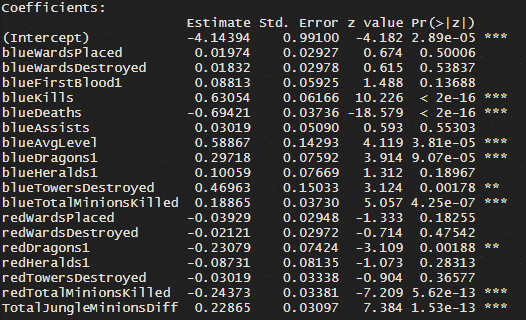 Coefficients:
Estimate Std. Error z value Pr(>|z|)
(Intercept) -4.14394 0.99100 -4.182 2.89e-05 ***
blueWardsPlaced 0.01974 0.02927 0.674 0.50006
blueWardsDestroyed 0.01832 0.02978 0.615 0.53837
blueFirstBlood1 0.08813 0.05925 1.488 0.13688
blueKills 0.63054 0.06166 10.226 < 2e-16 ***
blueDeaths -0.69421 0.03736 -18.579 < 2e-16 ***
blueAssists 0.03019 0.05090 0.593 0.55303
blueAvgLevel 0.58867 0.14293 4.119 3.81e-05 ***
blueDragons1 0.29718 0.07592 3.914 9.07e-05 ***
blueHeralds1 0.10059 0.07669 1.312 0.18967
blueTowersDestroyed 0.46963 0.15033 3.124 0.00178 **
blueTotalMinionsKilled 0.18865 0.03730 5.057 4.25e-07 ***
redWardsPlaced -0.03929 0.02948 -1.333 0.18255
redWardsDestroyed -0.02121 0.02972 -0.714 0.47542
redDragons1 -0.23079 0.07424 -3.109 0.00188 **
redHeralds1 -0.08731 0.08135 -1.073 0.28313
redTowersDestroyed -0.03019 0.03338 -0.904 0.36577
redTotalMinionsKilled -0.24373 0.03381 -7.209 5.62e-13 ***
TotalJungleMinionsDiff 0.22865 0.03097 7.384 1.53e-13 ***